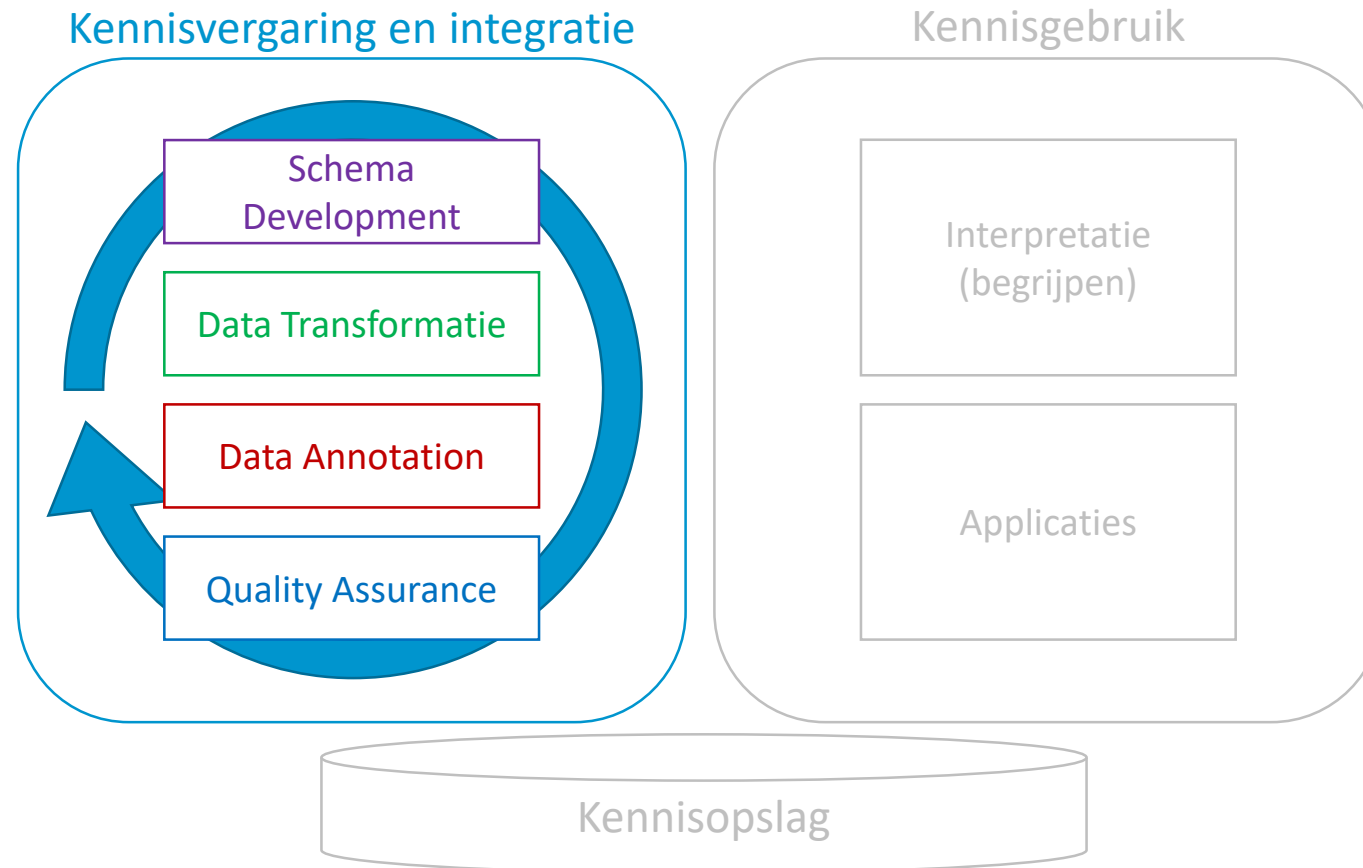 Kennisvergaring en integratie
Schema
Development
Data Transformatie
Data Annotation
Quality Assurance
Kennisgebruik
Interpretatie
(begrijpen)
Applicaties
Kennisopslag